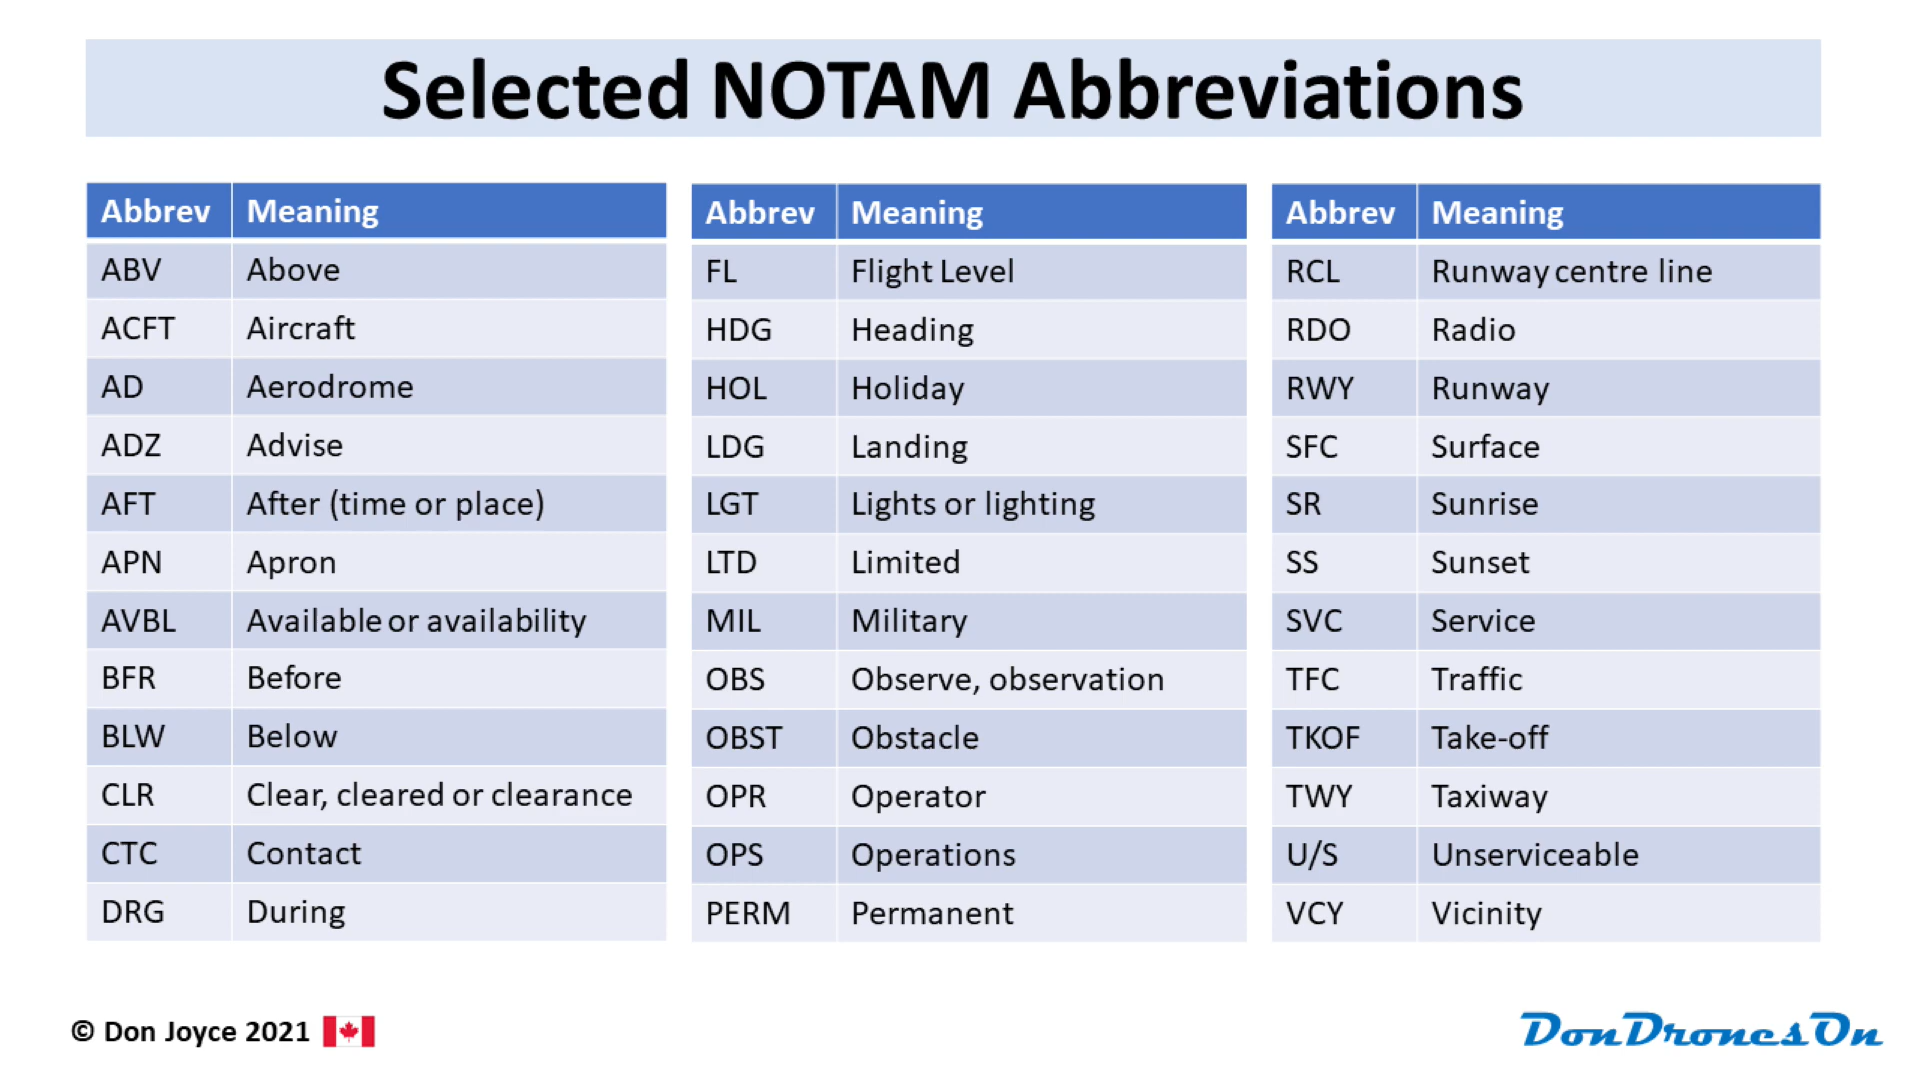 Selected NOTAM Abbreviations
Abbrev Meaning
ABV Above
ACFT Aircraft
AD Aerodrome
ADZ Advise
AFT After (time or place)
APN Apron
AVBL Available or availability
BFR Before
BLW Below
CLR Clear, cleared or clearance
CTC Contact
DRG During
Abbrev Meaning
FL Flight Level
HDG Heading
HOL Holiday
LDG Landing
LGT Lights or lighting
LTD Limited
MIL Military
OBS Observe, observation
OBST Obstacle
OPR Operator
OPS Operations
PERM Permanent
Abbrev Meaning
RCL Runway centre line
RDO Radio
RWY Runway
SFC Surface
SR Sunrise
SS Sunset
SVC Service
TFC Traffic
TKOF Take-off
TWY Taxiway
U/S Unserviceable
VCY Vicinity
© Don Joyce 2021
DonDronesOn